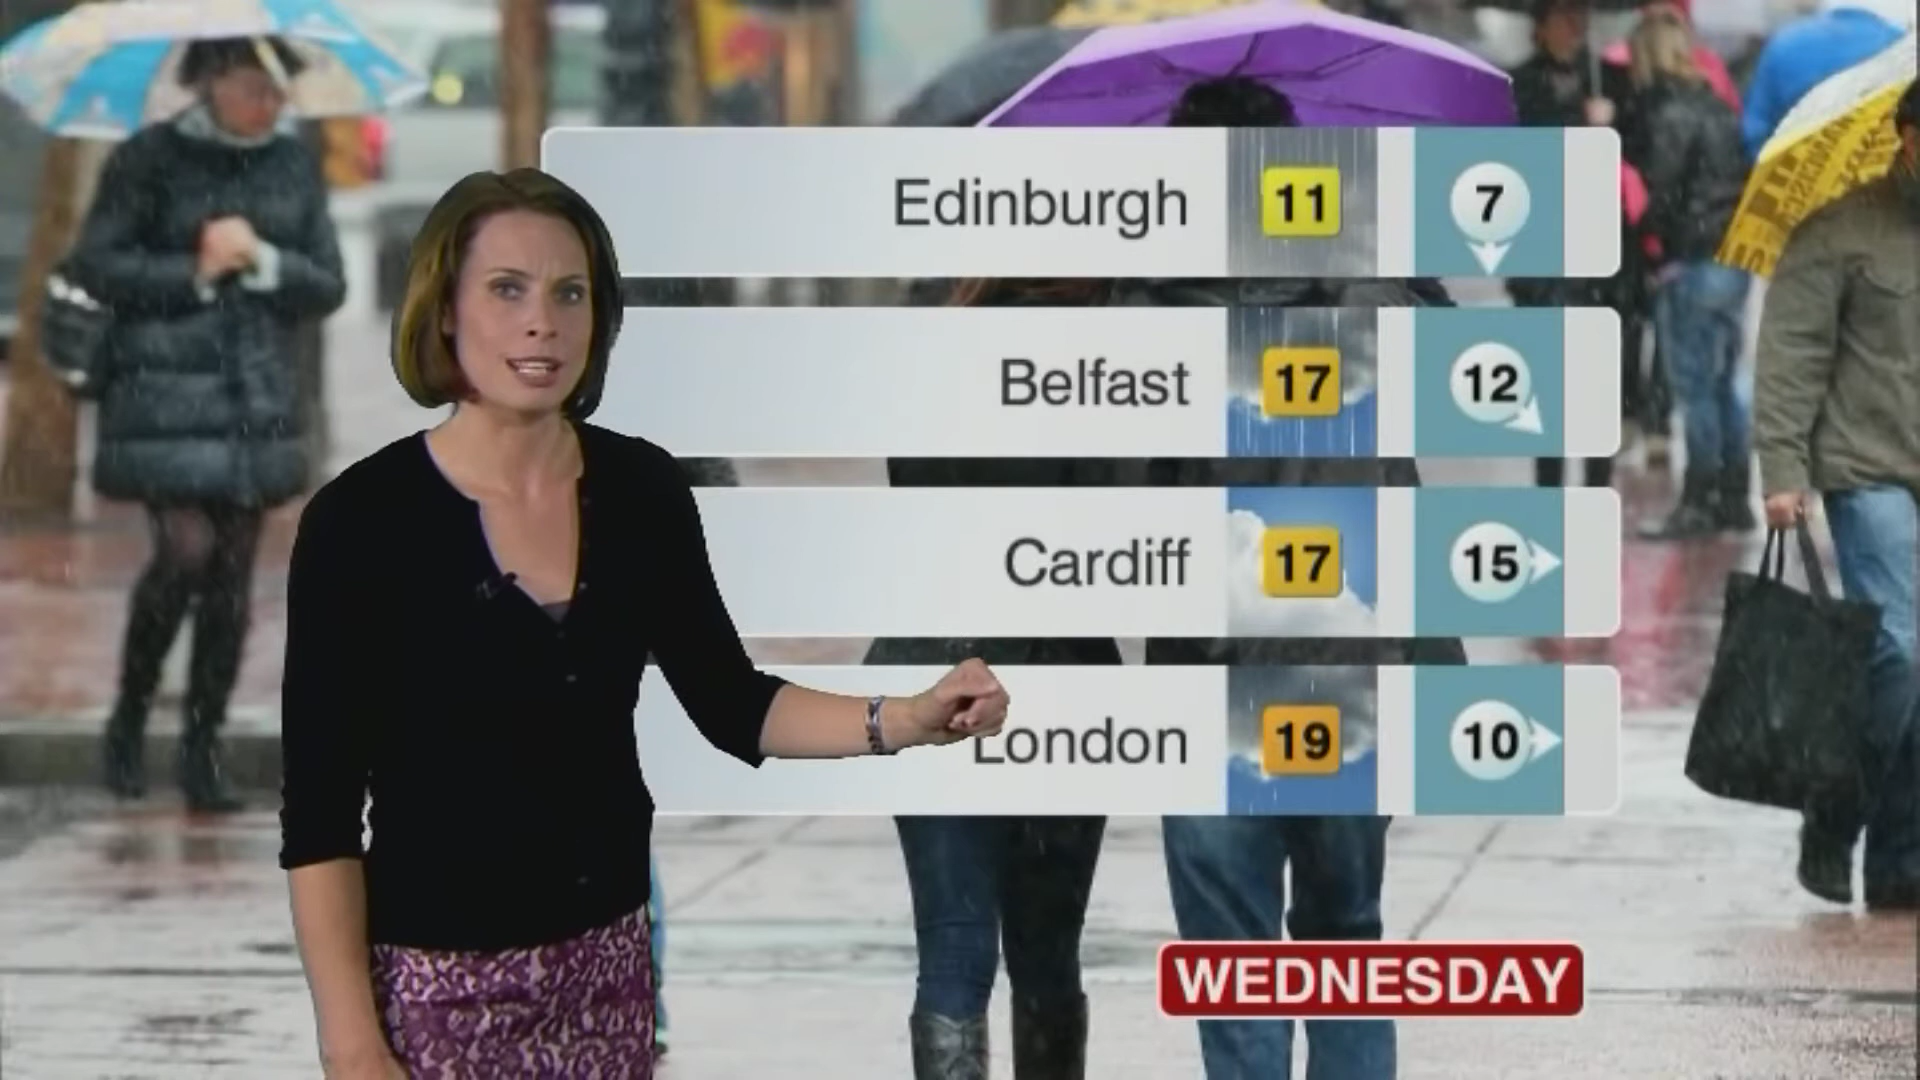 Edinburgh 11 7
Belfast 17 12
Cardiff 17 15
London 19 10
WEDNESDAY